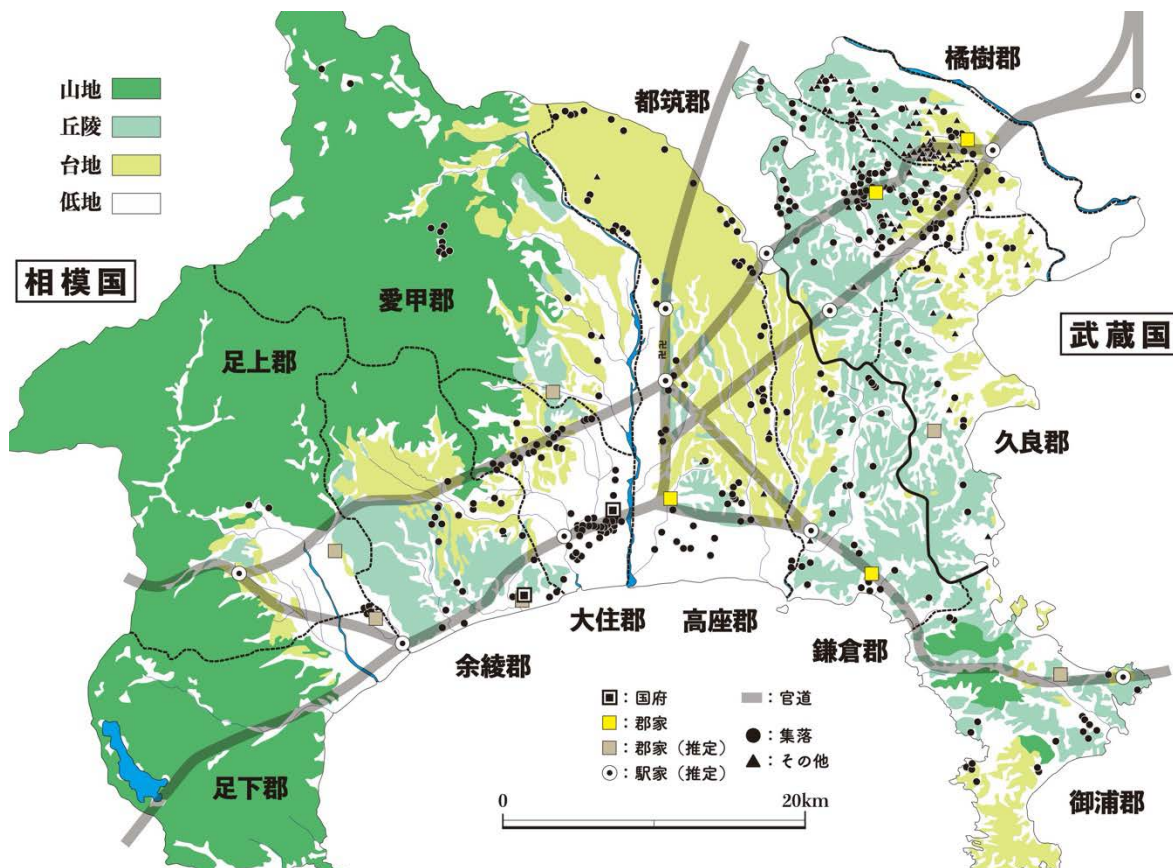 山地
丘陵
台地
低地
相模国
武蔵国
橘樹郡
都筑郡
愛甲郡
足上郡
久良郡
卍
卍
大住郡
高座郡
鎌倉郡
余綾郡
足下郡
御浦郡
：国府
：郡家
：郡家（推定）
：駅家（推定）
：官道
：集落
：その他
0
20km